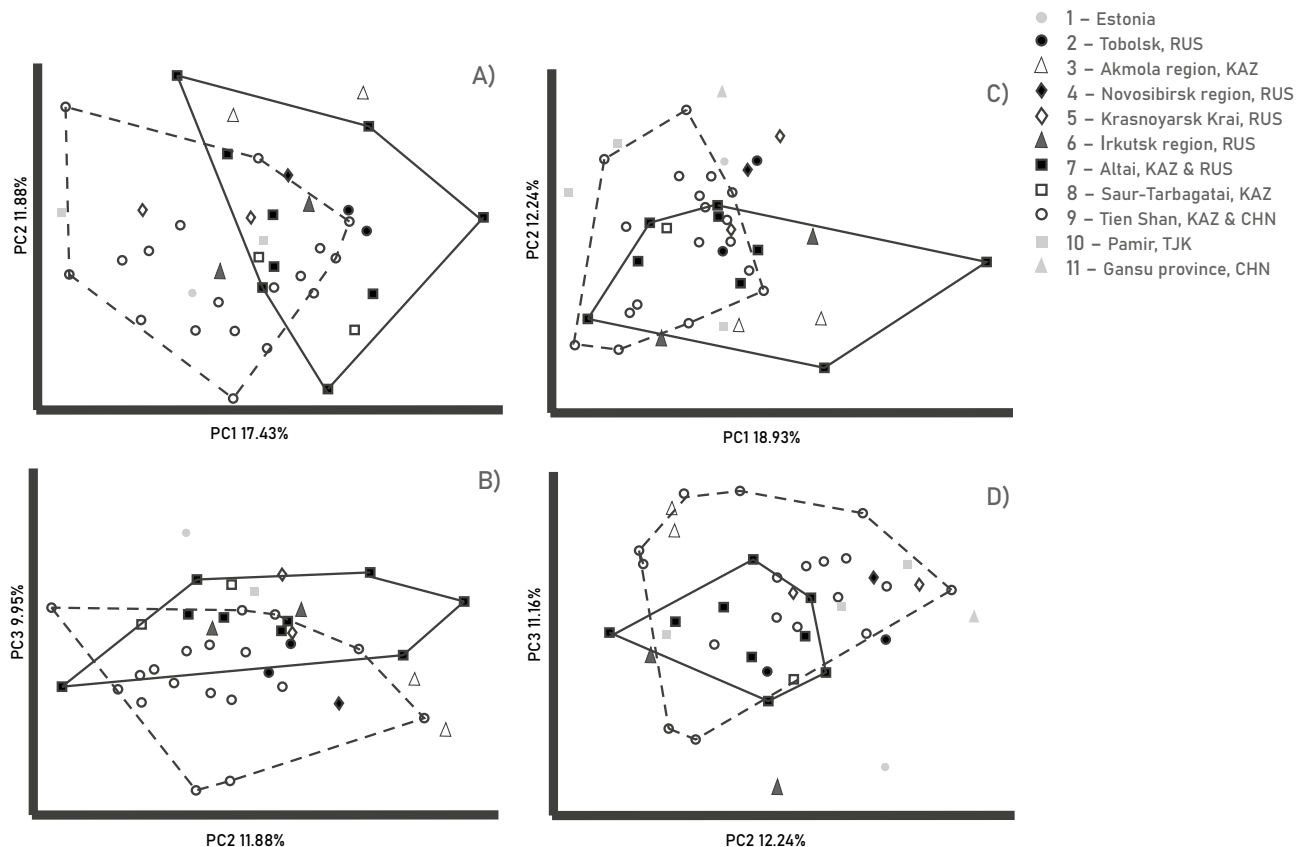 A)
PC2 11.88%
PC1 17.43%
C)
PC2 12.24%
PC1 18.93%
1 – Estonia
2 – Tobolsk, RUS
3 – Akmola region, KAZ
4 – Novosibirsk region, RUS
5 – Krasnoyarsk Krai, RUS
6 – Irkutsk region, RUS
7 – Altai, KAZ & RUS
8 – Saur-Tarbagatai, KAZ
9 – Tien Shan, KAZ & CHN
10 – Pamir, TJK
11 – Gansu province, CHN
B)
PC3 9.95%
PC2 11.88%
D)
PC3 11.16%
PC2 12.24%